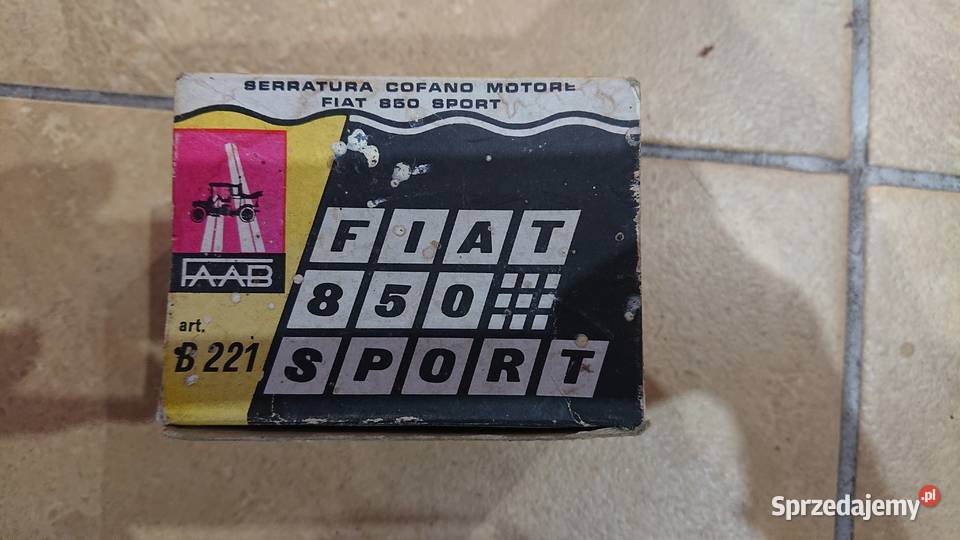 SERRATURA COFANO MOTORE
FIAT 850 SPORT
FAAB
art.
B 221
FIAT
850
SPORT
Sprzedajemy.pl